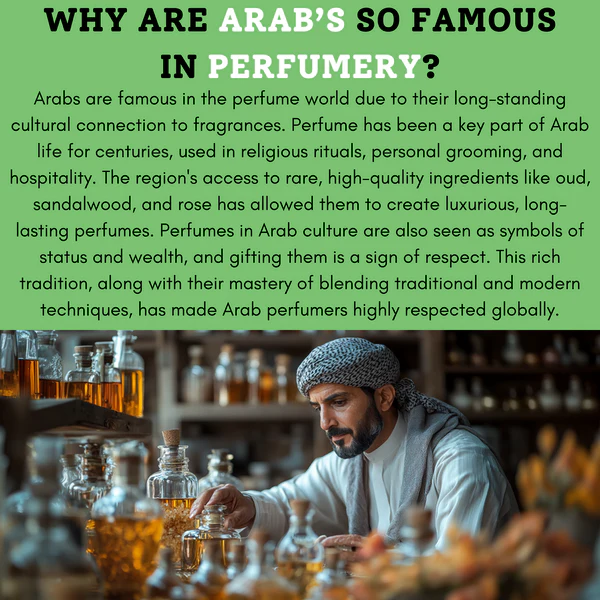 WHY ARE ARAB'S SO FAMOUS
IN PERFUMERY?
Arabs are famous in the perfume world due to their long-standing
cultural connection to fragrances. Perfume has been a key part of Arab
life for centuries, used in religious rituals, personal grooming, and
hospitality. The region's access to rare, high-quality ingredients like oud,
sandalwood, and rose has allowed them to create luxurious, long-
lasting perfumes. Perfumes in Arab culture are also seen as symbols of
status and wealth, and gifting them is a sign of respect. This rich
tradition, along with their mastery of blending traditional and modern
techniques, has made Arab perfumers highly respected globally.